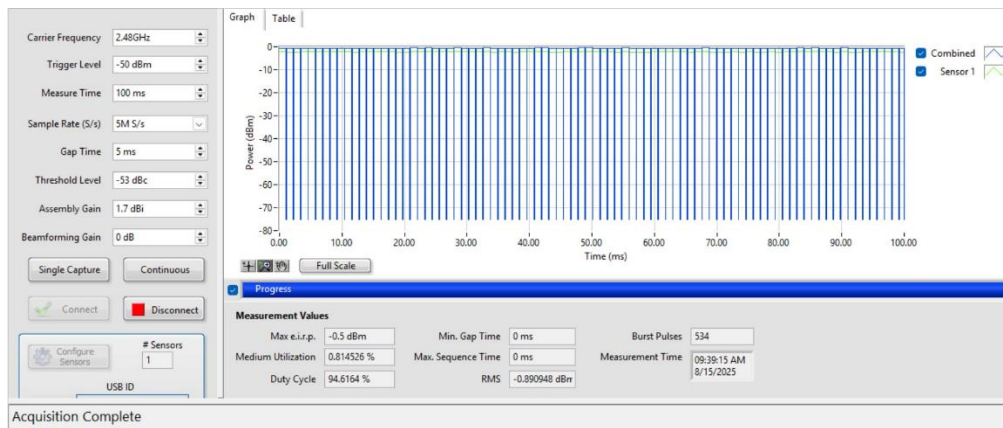 Carrier Frequency 2.48GHz
Trigger Level -50 dBm
Measure Time 100 ms
Sample Rate (S/s) 5M S/s
Gap Time 5 ms
Threshold Level -53 dBc
Assembly Gain 1.7 dBi
Beamforming Gain 0 dB
Single Capture Continuous
Connect Disconnect
Configure Sensors
# Sensors
1
USB ID
Graph Table
Power (dBm)
0
-10
-20
-30
-40
-50
-60
-70
-80
0.00 10.00 20.00 30.00 40.00 50.00 60.00 70.00 80.00 90.00 100.00
Time (ms)
Combined
Sensor 1
Full Scale
Progress
Measurement Values
Max e.i.r.p. -0.5 dBm Min. Gap Time 0 ms Burst Pulses 534
Medium Utilization 0.814526 % Max. Sequence Time 0 ms Measurement Time 09:39:15 AM
8/15/2025
Duty Cycle 94.6164 % RMS -0.890948 dBm
Acquisition Complete